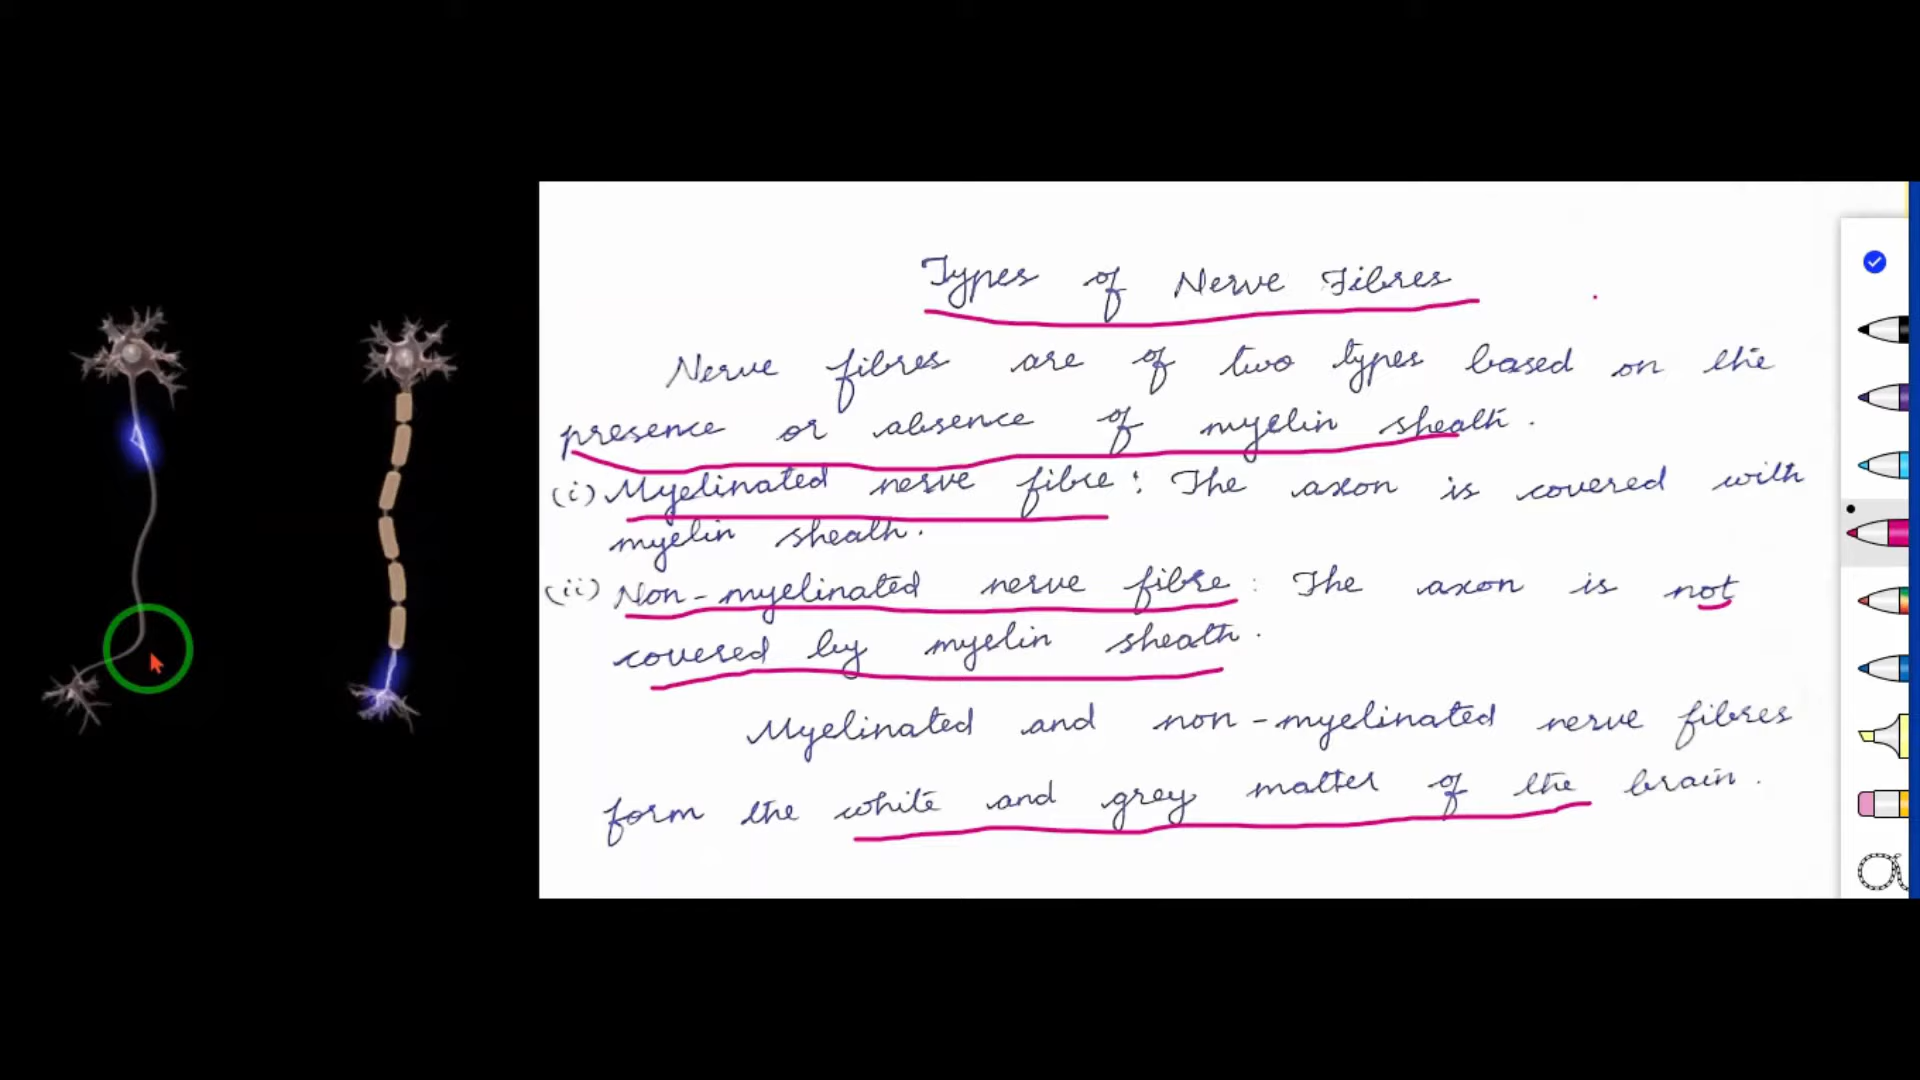 Types of Nerve Fibres
Nerve fibres are of two types based on the
presence or absence of myelin sheath.
(i) Myelinated nerve fibre : The axon is covered with
myelin sheath.
(ii) Non-myelinated nerve fibre : The axon is not
covered by myelin sheath.
Myelinated and non-myelinated nerve fibres
form the white and grey matter of the brain.